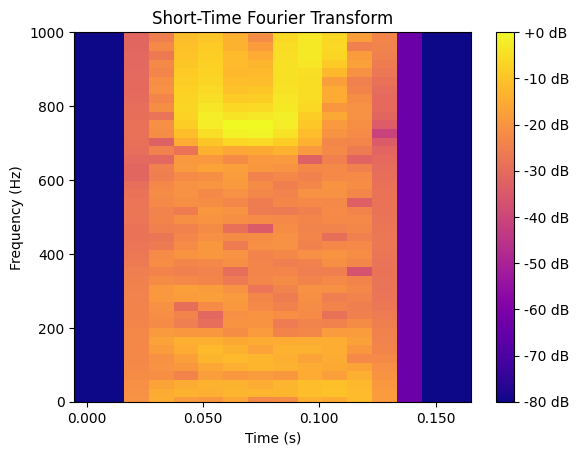 Short-Time Fourier Transform
1000
800
600
400
200
0
Frequency (Hz)
0.000
0.050
0.100
0.150
Time (s)
+0 dB
-10 dB
-20 dB
-30 dB
-40 dB
-50 dB
-60 dB
-70 dB
-80 dB